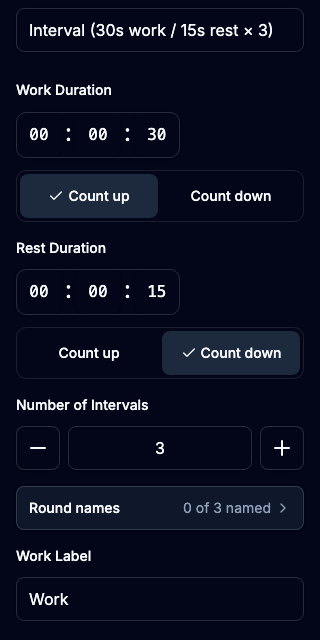 Interval (30s work / 15s rest × 3)
Work Duration
00 : 00 : 30
✓ Count up Count down
Rest Duration
00 : 00 : 15
Count up ✓ Count down
Number of Intervals
− 3 +
Round names 0 of 3 named >
Work Label
Work